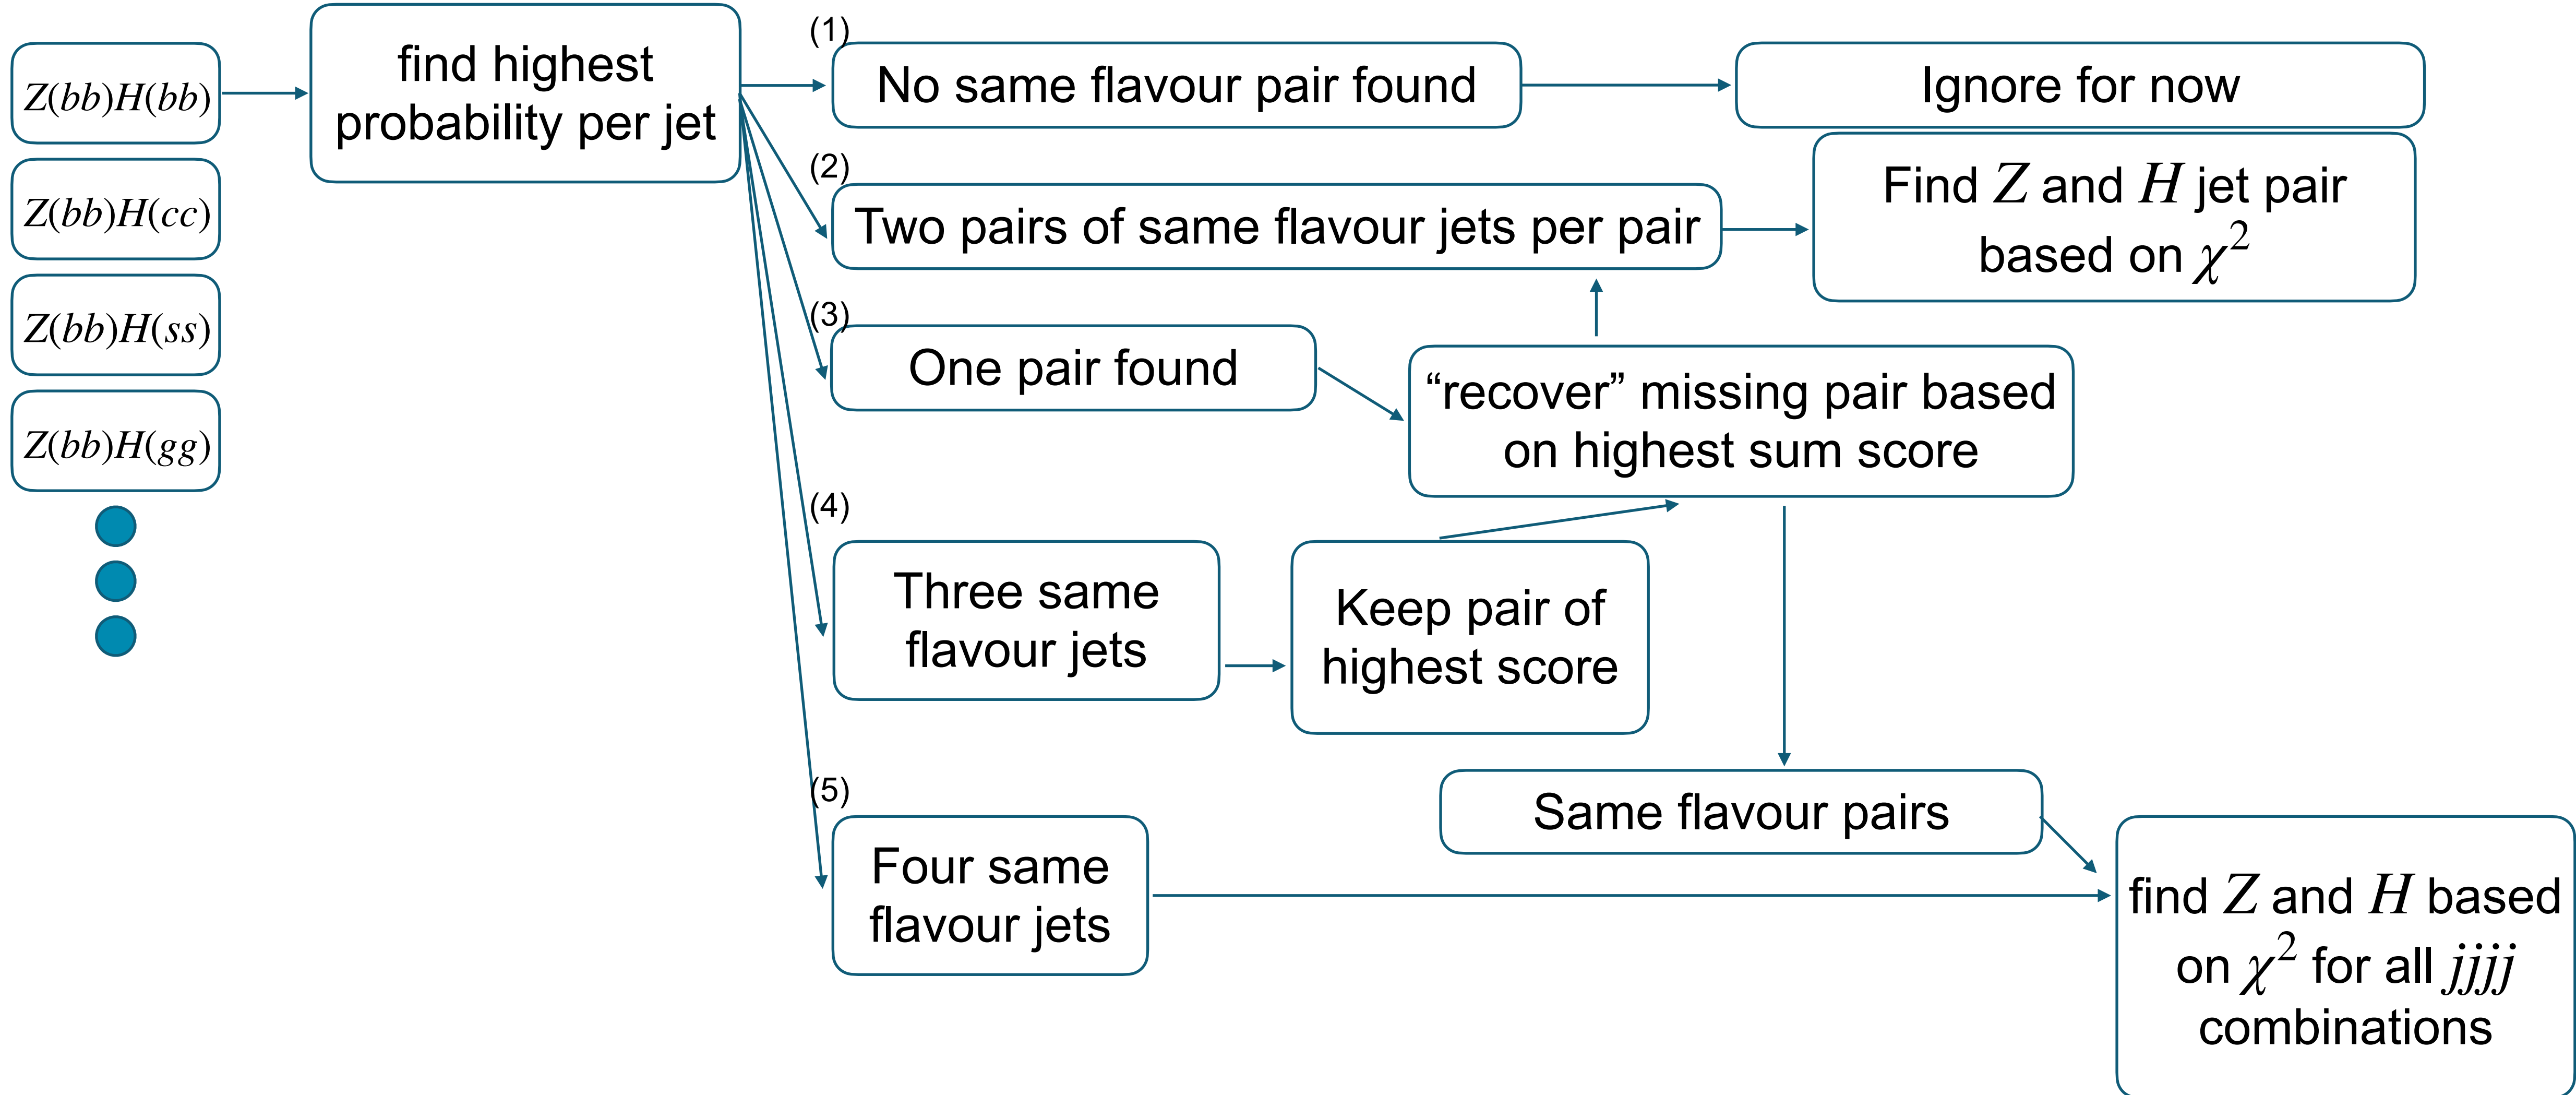 Z(bb)H(bb)
Z(bb)H(cc)
Z(bb)H(ss)
Z(bb)H(gg)
find highest
probability per jet
(1)
No same flavour pair found
Ignore for now
(2)
Two pairs of same flavour jets per pair
Find Z and H jet pair
based on χ²
(3)
One pair found
“recover” missing pair based
on highest sum score
(4)
Three same
flavour jets
Keep pair of
highest score
(5)
Four same
flavour jets
Same flavour pairs
find Z and H based
on χ² for all jjjj
combinations